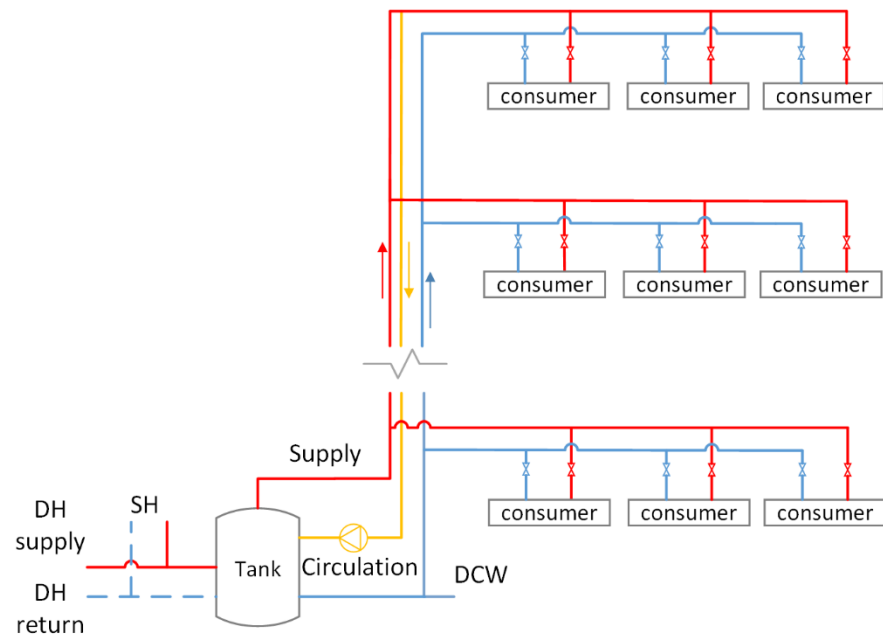 consumer consumer consumer
consumer consumer consumer
Supply
consumer consumer consumer
DH
supply
SH
Tank
Circulation
DCW
DH
return